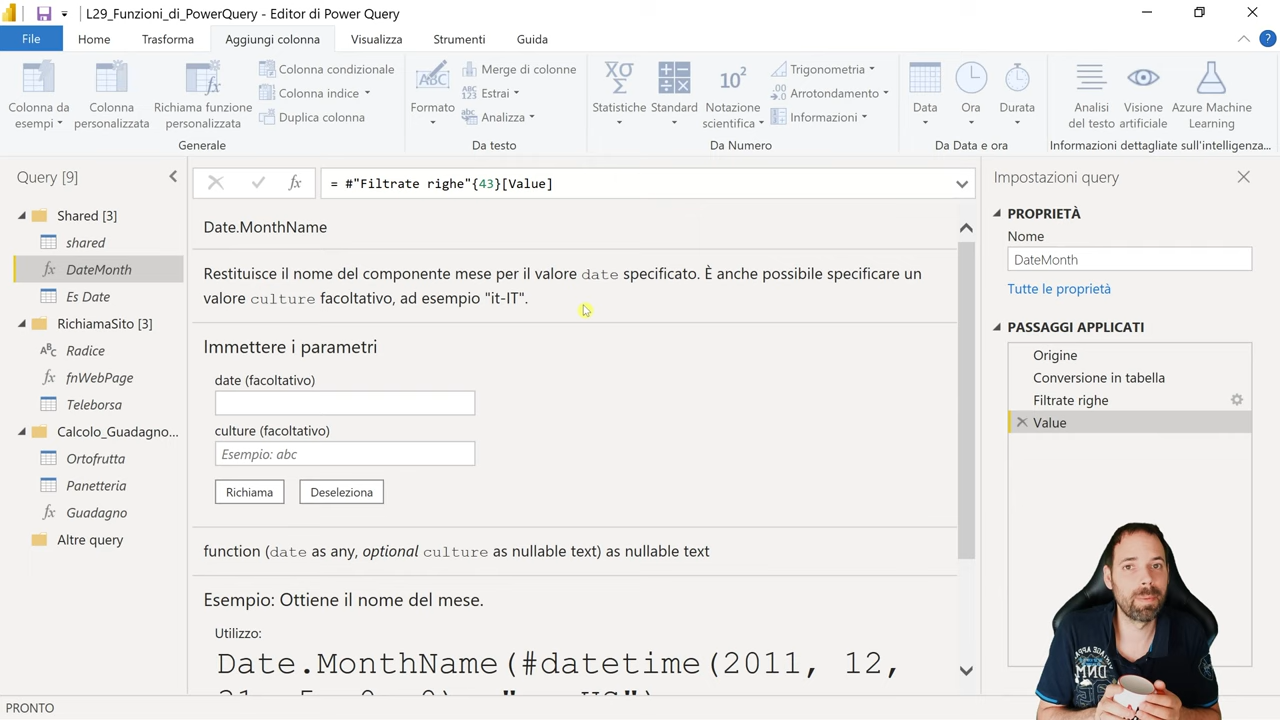 L29_Funzioni_di_PowerQuery - Editor di Power Query
File Home Trasforma Aggiungi colonna Visualizza Strumenti Guida
Colonna da esempi
Colonna personalizzata
Richiama funzione personalizzata
Colonna condizionale
Colonna indice
Duplica colonna
Generale
Formato
ABC
Merge di colonne
Estrai
Analizza
Da testo
Statistiche
Standard
10²
Notazione scientifica
Trigonometria
Arrotondamento
Informazioni
Da Numero
Data
Ora
Durata
Da Data e ora
Analisi del testo
Visione artificiale
Azure Machine Learning
Informazioni dettagliate sull'intelligenza...
Query [9]
Shared [3]
shared
fx DateMonth
Es Date
RichiamaSito [3]
Radice
fx fnWebPage
Teleborsa
Calcolo_Guadagno...
Ortofrutta
Panetteria
fx Guadagno
Altre query
fx = #"Filtrate righe"{43}[Value]
Date.MonthName
Restituisce il nome del componente mese per il valore date specificato. È anche possibile specificare un
valore culture facoltativo, ad esempio "it-IT".
Immettere i parametri
date (facoltativo)
culture (facoltativo)
Esempio: abc
Richiama Deseleziona
function (date as any, optional culture as nullable text) as nullable text
Esempio: Ottiene il nome del mese.
Utilizzo:
Date.MonthName(#datetime(2011, 12,
Impostazioni query
PROPRIETÀ
Nome
DateMonth
Tutte le proprietà
PASSAGGI APPLICATI
Origine
Conversione in tabella
Filtrate righe
Value
PRONTO